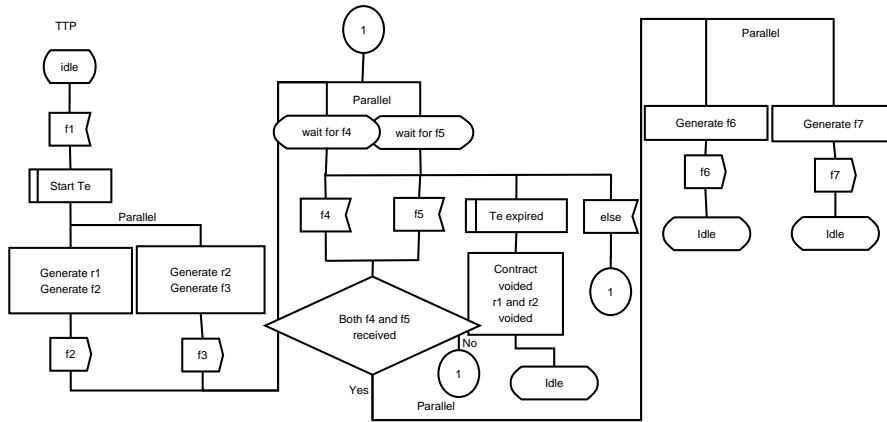 TTP
idle
f1
Start Te
Parallel
Generate r1
Generate f2
Generate r2
Generate f3
f2
f3
1
Parallel
wait for f4
wait for f5
f4
f5
Te expired
else
Both f4 and f5
received
Contract
voided
r1 and r2
voided
1
No
1
Idle
Yes
Parallel
Parallel
Generate f6
Generate f7
f6
f7
Idle
Idle